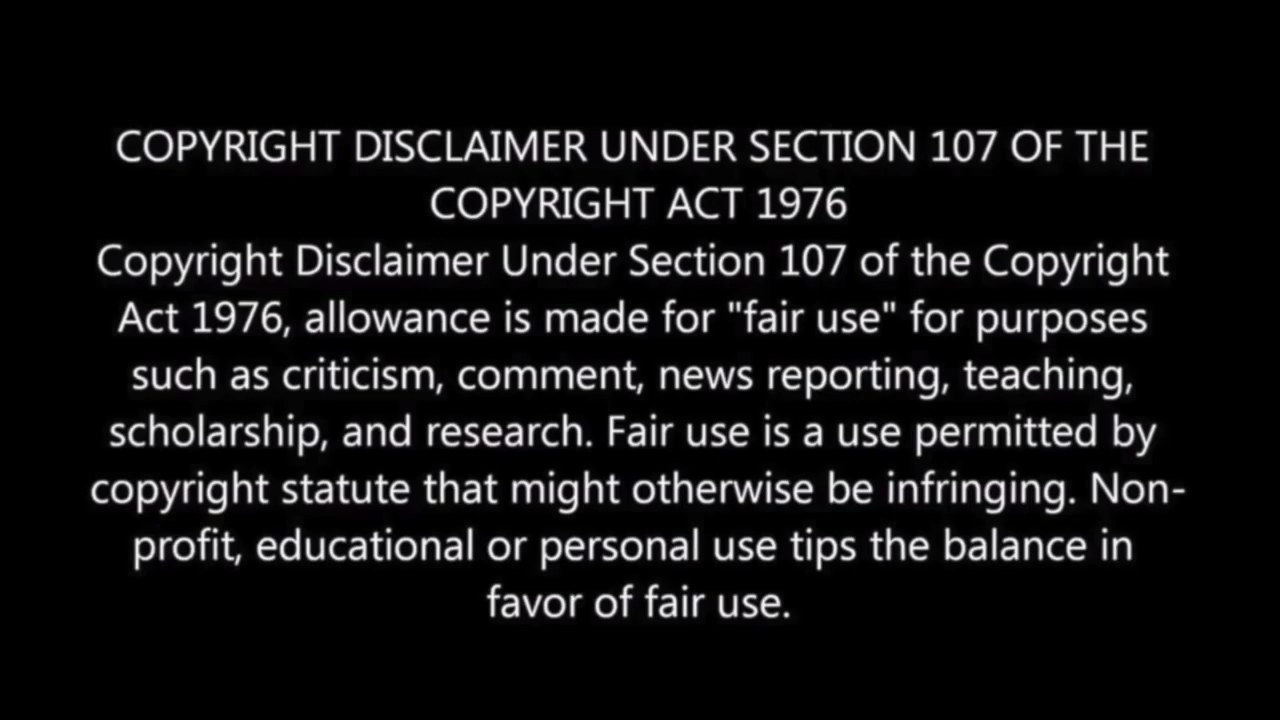 COPYRIGHT DISCLAIMER UNDER SECTION 107 OF THE
COPYRIGHT ACT 1976
Copyright Disclaimer Under Section 107 of the Copyright
Act 1976, allowance is made for "fair use" for purposes
such as criticism, comment, news reporting, teaching,
scholarship, and research. Fair use is a use permitted by
copyright statute that might otherwise be infringing. Non-
profit, educational or personal use tips the balance in
favor of fair use.